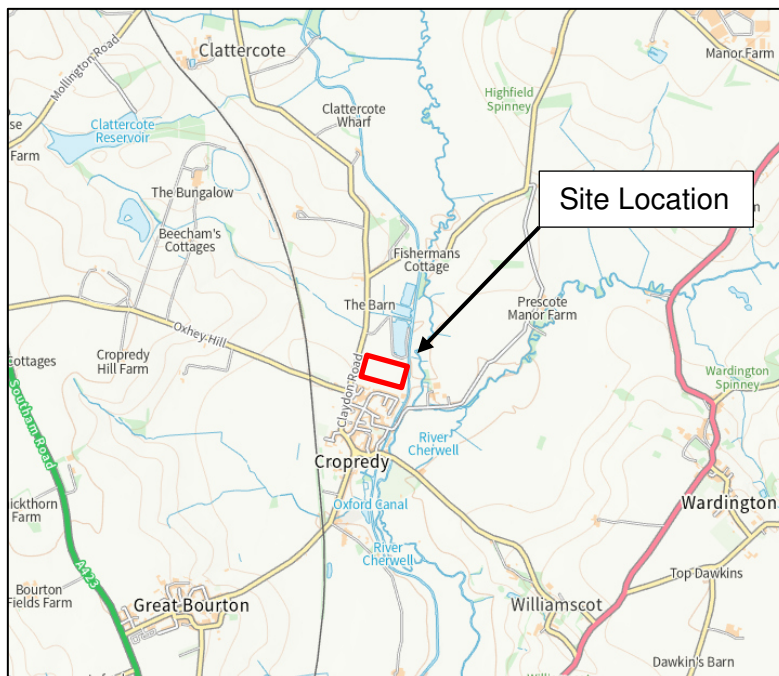 Mollington Road
Clattercote
Manor Farm
Highfield
Spinney
Clattercote
Wharf
Clattercote
Reservoir
Farm
The Bungalow
Beecham's
Cottages
Site Location
Fishermans
Cottage
The Barn
Prescote
Manor Farm
Oxhey Hill
Cottages
Cropredy
Hill Farm
Claydon Road
Wardington
Spinney
Southam Road
River
Cherwell
Cropredy
Wardington
Farm
Oxford Canal
River
Cherwell
A423
Top Dawkins
Bourton
Fields Farm
Great Bourton
Williamscot
Dawkin's Barn